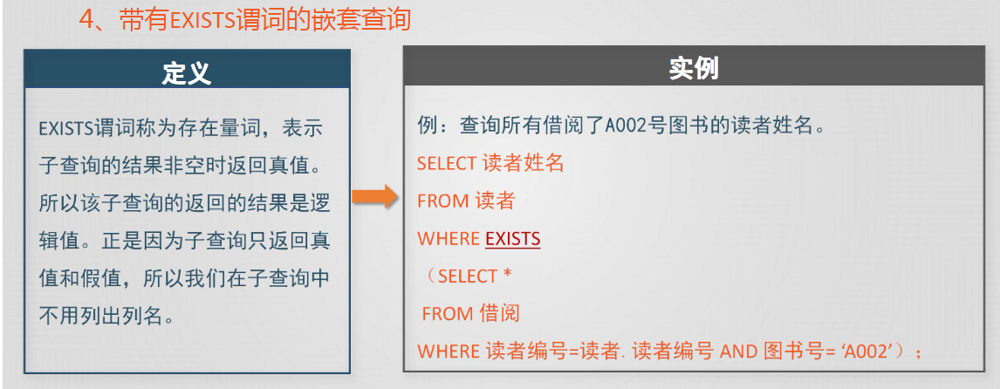 4、带有EXISTS谓词的嵌套查询
定义
EXISTS谓词称为存在量词，表示
子查询的结果非空时返回真值。
所以该子查询的返回的结果是逻
辑值。正是因为子查询只返回真
值和假值，所以我们在子查询中
不用列出列名。
实例
例：查询所有借阅了A002号图书的读者姓名。
SELECT 读者姓名
FROM 读者
WHERE EXISTS
（SELECT *
FROM 借阅
WHERE 读者编号=读者. 读者编号 AND 图书号= ‘A002’）;